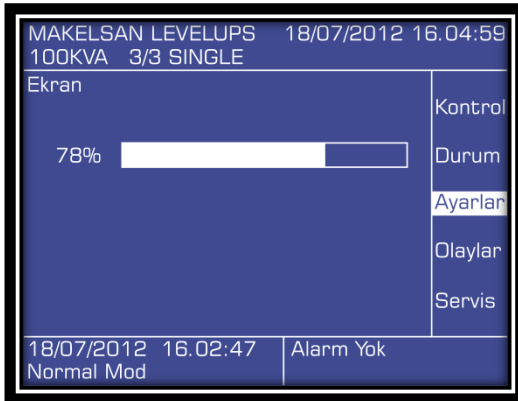 MAKELSAN LEVELUPS 18/07/2012 16.04:59
100KVA 3/3 SINGLE
Ekran
Kontrol
78%
Durum
Ayarlar
Olaylar
Servis
18/07/2012 16.02:47 Alarm Yok
Normal Mod